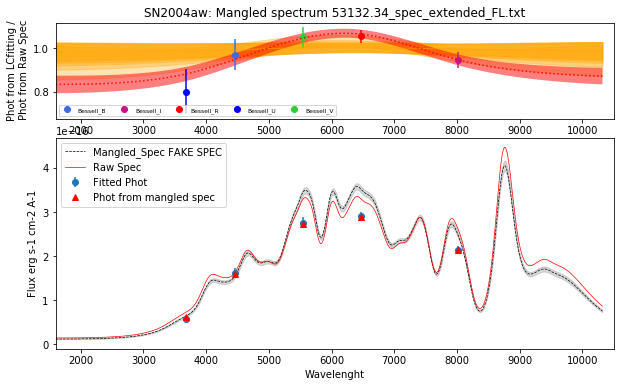 SN2004aw: Mangled spectrum 53132.34_spec_extended_FL.txt
Phot from LCfitting /
Phot from Raw Spec
1.0
0.8
Bessell_B
Bessell_I
Bessell_R
Bessell_U
Bessell_V
2000 3000 4000 5000 6000 7000 8000 9000 10000
Flux erg s-1 cm-2 A-1
4
3
2
1
0
Mangled_Spec FAKE SPEC
Raw Spec
Fitted Phot
Phot from mangled spec
2000 3000 4000 5000 6000 7000 8000 9000 10000
Wavelenght